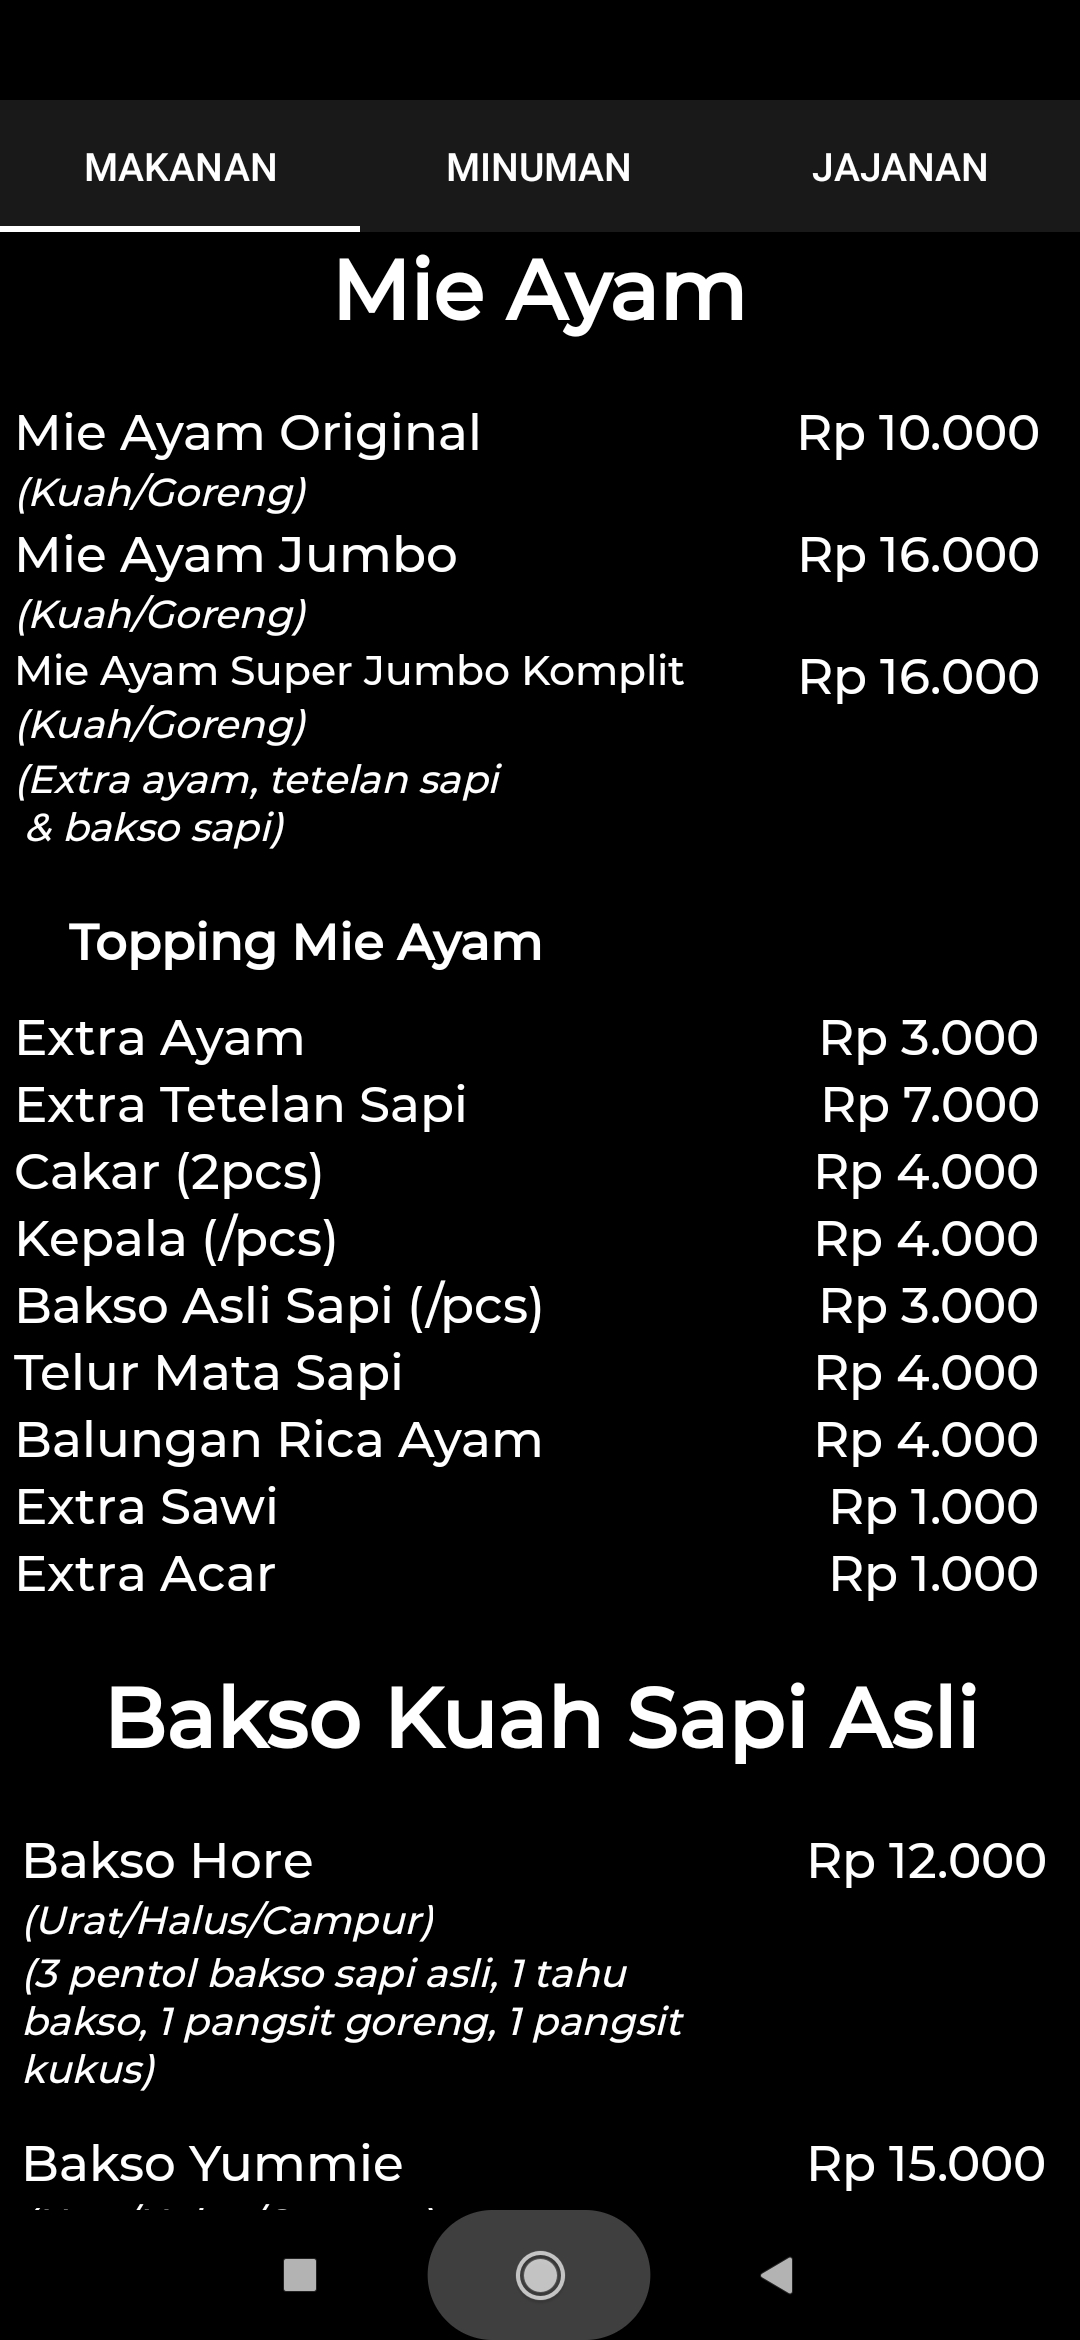 MAKANAN MINUMAN JAJANAN
Mie Ayam
Mie Ayam Original Rp 10.000
(Kuah/Goreng)
Mie Ayam Jumbo Rp 16.000
(Kuah/Goreng)
Mie Ayam Super Jumbo Komplit Rp 16.000
(Kuah/Goreng)
(Extra ayam, tetelan sapi
& bakso sapi)
Topping Mie Ayam
Extra Ayam Rp 3.000
Extra Tetelan Sapi Rp 7.000
Cakar (2pcs) Rp 4.000
Kepala (/pcs) Rp 4.000
Bakso Asli Sapi (/pcs) Rp 3.000
Telur Mata Sapi Rp 4.000
Balungan Rica Ayam Rp 4.000
Extra Sawi Rp 1.000
Extra Acar Rp 1.000
Bakso Kuah Sapi Asli
Bakso Hore Rp 12.000
(Urat/Halus/Campur)
(3 pentol bakso sapi asli, 1 tahu
bakso, 1 pangsit goreng, 1 pangsit
kukus)
Bakso Yummie Rp 15.000